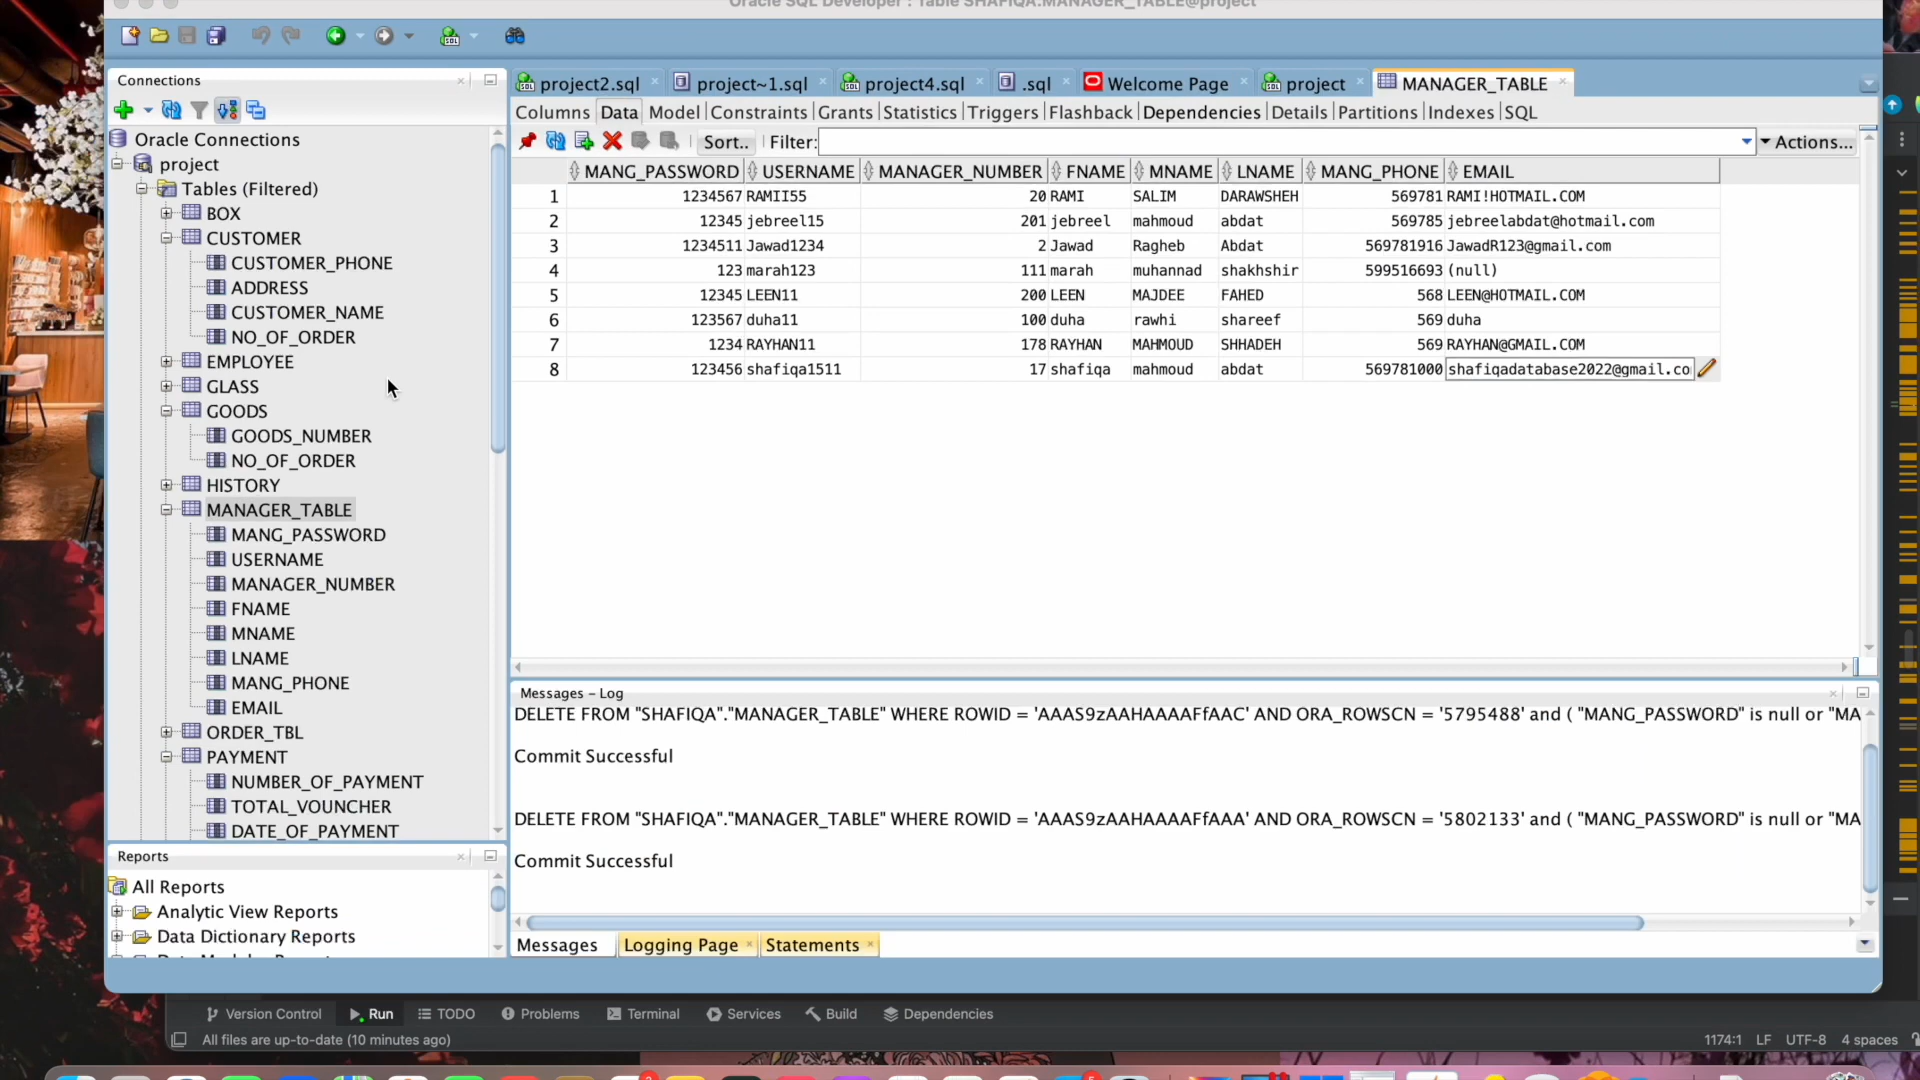 Oracle SQL Developer : Table SHAFIQA.MANAGER_TABLE@project
Connections
Oracle Connections
project
Tables (Filtered)
BOX
CUSTOMER
CUSTOMER_PHONE
ADDRESS
CUSTOMER_NAME
NO_OF_ORDER
EMPLOYEE
GLASS
GOODS
GOODS_NUMBER
NO_OF_ORDER
HISTORY
MANAGER_TABLE
MANG_PASSWORD
USERNAME
MANAGER_NUMBER
FNAME
MNAME
LNAME
MANG_PHONE
EMAIL
ORDER_TBL
PAYMENT
NUMBER_OF_PAYMENT
TOTAL_VOUNCHER
DATE_OF_PAYMENT
Reports
All Reports
Analytic View Reports
Data Dictionary Reports
project2.sql project~1.sql project4.sql .sql Welcome Page project MANAGER_TABLE
Columns Data Model Constraints Grants Statistics Triggers Flashback Dependencies Details Partitions Indexes SQL
Sort.. Filter: Actions...
MANG_PASSWORD USERNAME MANAGER_NUMBER FNAME MNAME LNAME MANG_PHONE EMAIL
1 1234567 RAMII55 20 RAMI SALIM DARAWSHEH 569781 RAMI!HOTMAIL.COM
2 12345 jebreel15 201 jebreel mahmoud abdat 569785 jebreelabdat@hotmail.com
3 1234511 Jawad1234 2 Jawad Ragheb Abdat 569781916 JawadR123@gmail.com
4 123 marah123 111 marah muhannad shakhshir 599516693 (null)
5 12345 LEEN11 200 LEEN MAJDEE FAHED 568 LEEN@HOTMAIL.COM
6 123567 duha11 100 duha rawhi shareef 569 duha
7 1234 RAYHAN11 178 RAYHAN MAHMOUD SHHADEH 569 RAYHAN@GMAIL.COM
8 123456 shafiqa1511 17 shafiqa mahmoud abdat 569781000 shafiqadatabase2022@gmail.co
Messages - Log
DELETE FROM "SHAFIQA"."MANAGER_TABLE" WHERE ROWID = 'AAAS9zAAHAAAAFfAAC' AND ORA_ROWSCN = '5795488' and ( "MANG_PASSWORD" is null or "MA
Commit Successful
DELETE FROM "SHAFIQA"."MANAGER_TABLE" WHERE ROWID = 'AAAS9zAAHAAAAFfAAA' AND ORA_ROWSCN = '5802133' and ( "MANG_PASSWORD" is null or "MA
Commit Successful
Messages Logging Page Statements
Version Control Run TODO Problems Terminal Services Build Dependencies
All files are up-to-date (10 minutes ago) 1174:1 LF UTF-8 4 spaces